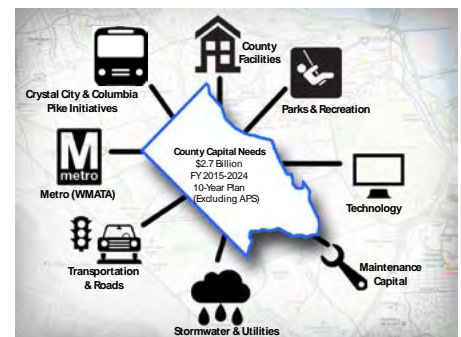 County
Facilities
Crystal City & Columbia
Pike Initiatives
Parks & Recreation
County Capital Needs
$2.7 Billion
FY 2015-2024
10-Year Plan
(Excluding APS)
M
metro
Metro (WMATA)
Technology
Transportation
& Roads
Maintenance
Capital
Stormwater & Utilities